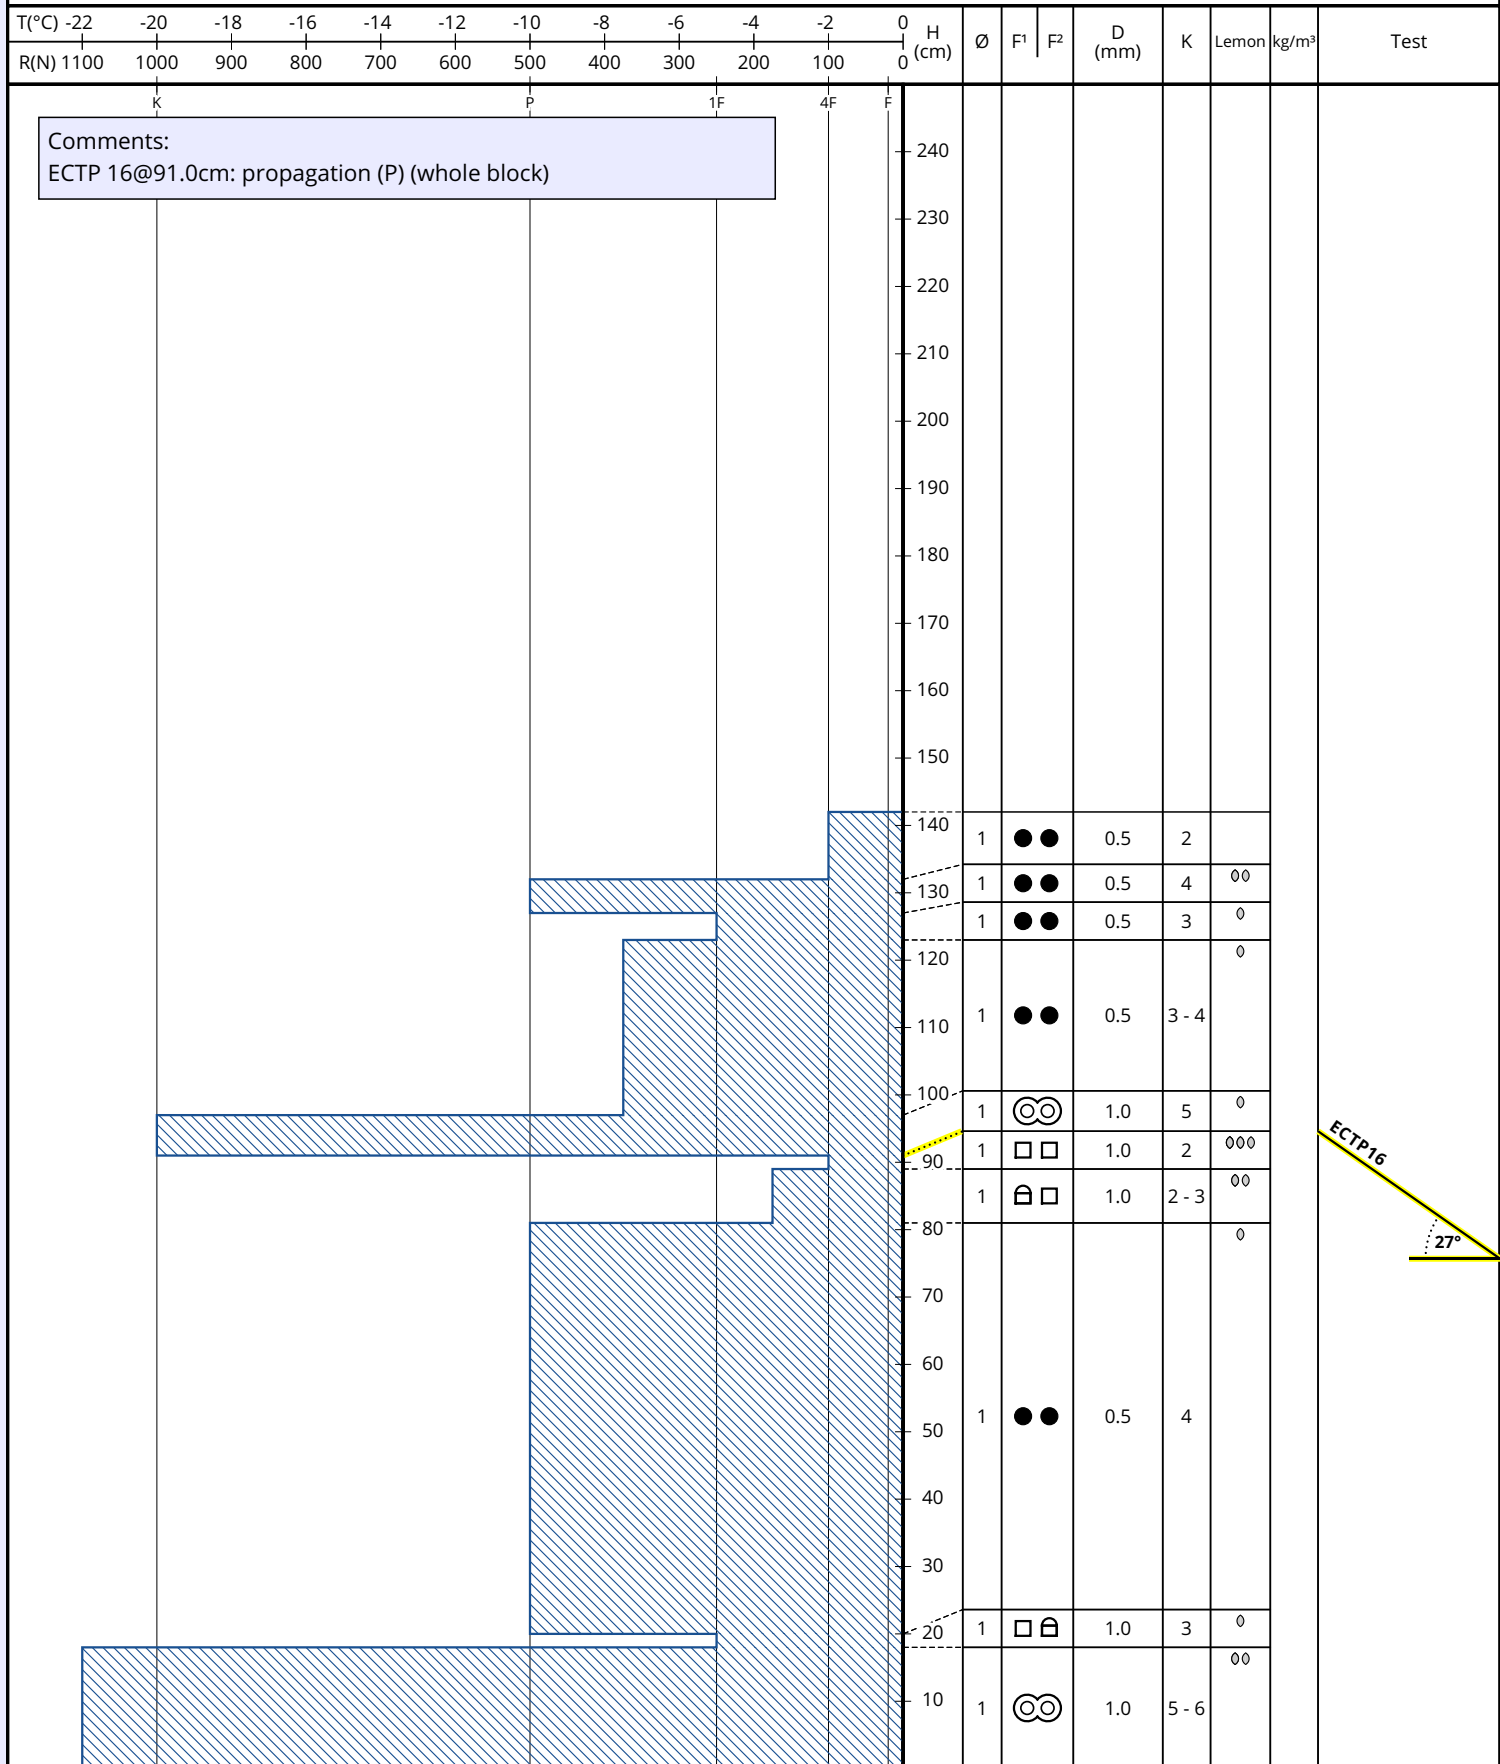 T(°C) -22 -20 -18 -16 -14 -12 -10 -8 -6 -4 -2 0
R(N) 1100 1000 900 800 700 600 500 400 300 200 100 0
H (cm) Ø F¹ F² D (mm) K Lemon kg/m³ Test
K P 1F 4F F
Comments:
ECTP 16@91.0cm: propagation (P) (whole block)
240
230
220
210
200
190
180
170
160
150
140
1 0.5 2
130
1 0.5 4
1 0.5 3
120
110
1 0.5 3 - 4
100
1 1.0 5
90
1 1.0 2
ECTP16
1 1.0 2 - 3
80
27°
70
60
50
1 0.5 4
40
30
20
1 1.0 3
10
1 1.0 5 - 6